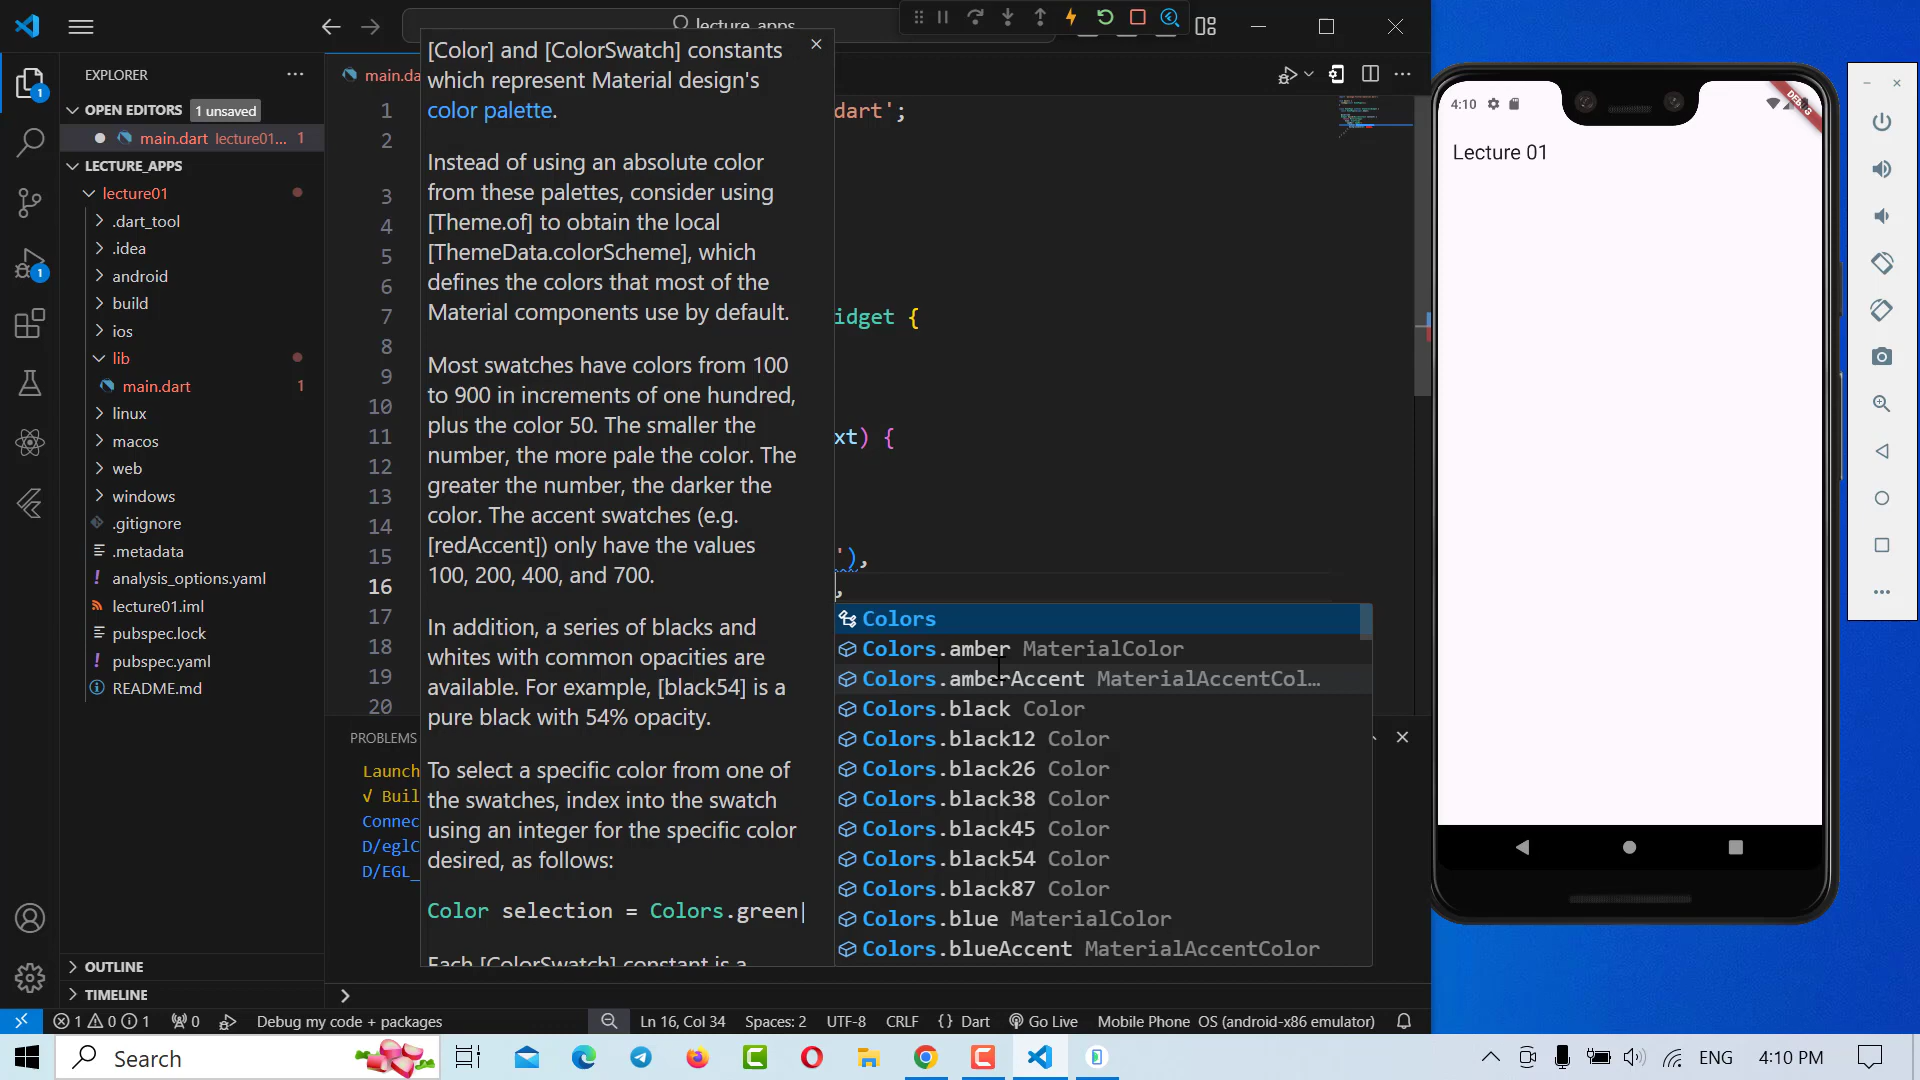 lecture_apps
EXPLORER
OPEN EDITORS 1 unsaved
main.dart lecture01... 1
LECTURE_APPS
lecture01
.dart_tool
.idea
android
build
ios
lib
main.dart 1
linux
macos
web
windows
.gitignore
.metadata
analysis_options.yaml
lecture01.iml
pubspec.lock
pubspec.yaml
README.md
OUTLINE
TIMELINE
main.da
1 dart';
2
3
4
5
6
7 idget {
8
9
10
11 xt) {
12
13
14
15 '),
16 ,
17
18
19
20
[Color] and [ColorSwatch] constants
which represent Material design's
color palette.
Instead of using an absolute color
from these palettes, consider using
[Theme.of] to obtain the local
[ThemeData.colorScheme], which
defines the colors that most of the
Material components use by default.
Most swatches have colors from 100
to 900 in increments of one hundred,
plus the color 50. The smaller the
number, the more pale the color. The
greater the number, the darker the
color. The accent swatches (e.g.
[redAccent]) only have the values
100, 200, 400, and 700.
In addition, a series of blacks and
whites with common opacities are
available. For example, [black54] is a
pure black with 54% opacity.
To select a specific color from one of
the swatches, index into the swatch
using an integer for the specific color
desired, as follows:
Color selection = Colors.green
Each [ColorSwatch] constant is a
Colors
Colors.amber MaterialColor
Colors.amberAccent MaterialAccentCol...
Colors.black Color
Colors.black12 Color
Colors.black26 Color
Colors.black38 Color
Colors.black45 Color
Colors.black54 Color
Colors.black87 Color
Colors.blue MaterialColor
Colors.blueAccent MaterialAccentColor
PROBLEMS
Launch
√ Buil
Connec
D/eglC
D/EGL_
1 0 1 0 Debug my code + packages Ln 16, Col 34 Spaces: 2 UTF-8 CRLF {} Dart Go Live Mobile Phone OS (android-x86 emulator)
4:10
DEBUG
Lecture 01
Search
ENG 4:10 PM